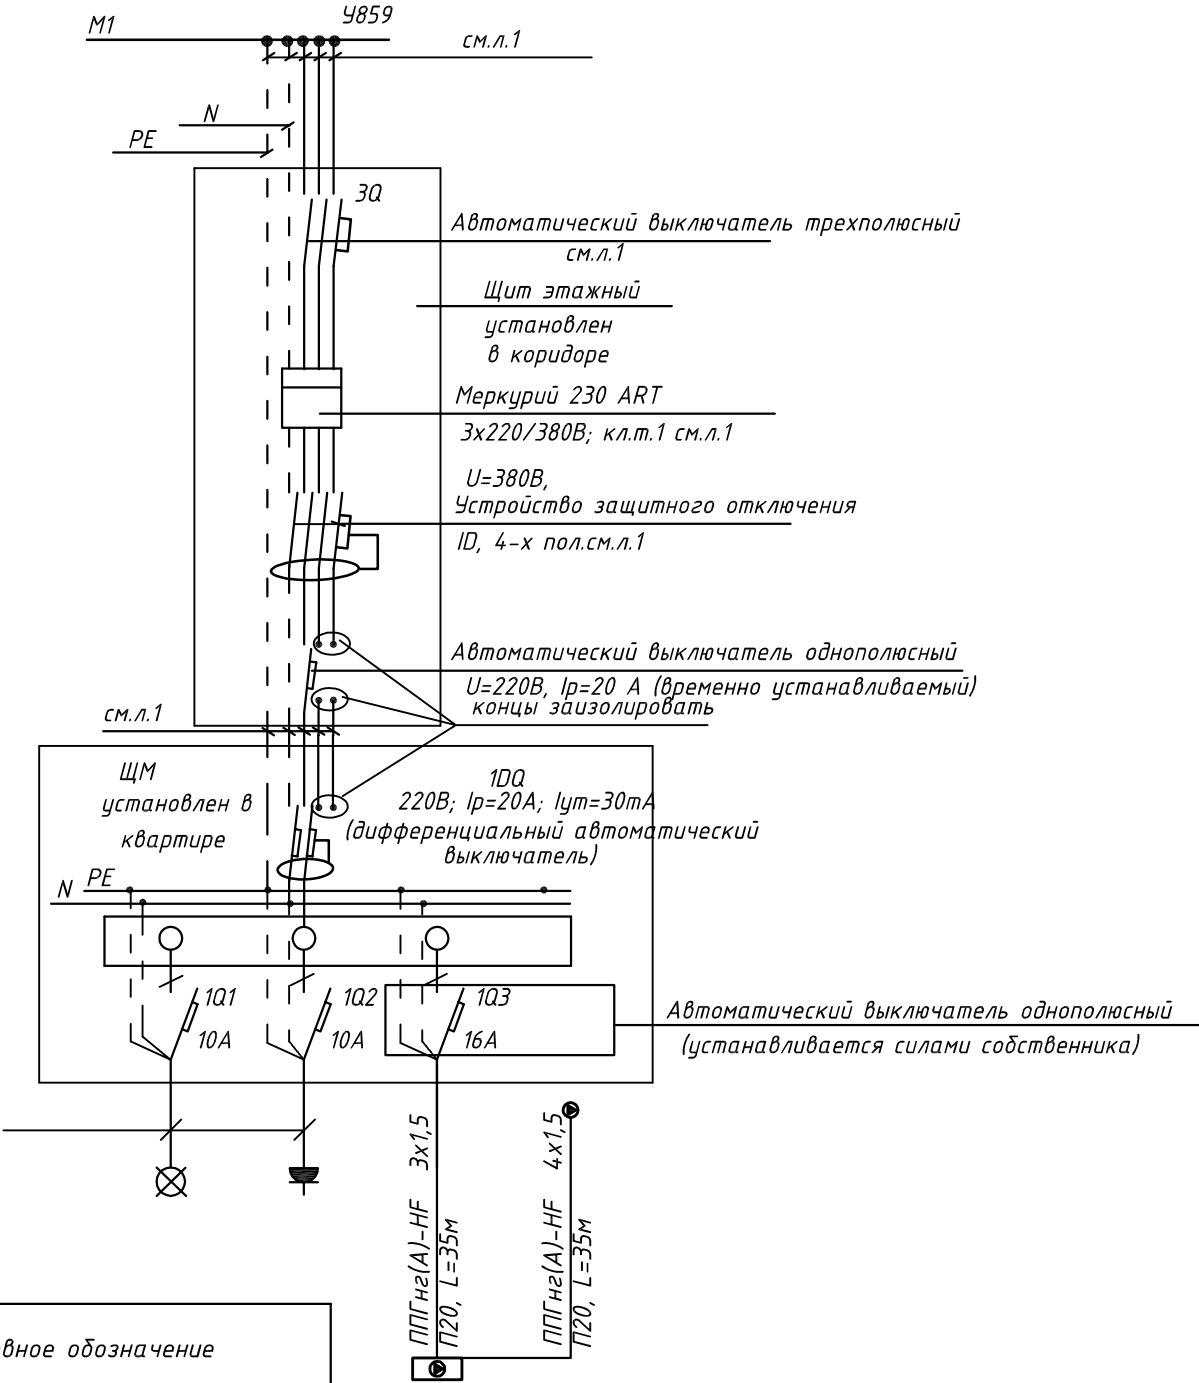 М1
У859
см.л.1
N
PE
3Q
Автоматический выключатель трехполюсный
см.л.1
Щит этажный
установлен
в коридоре
Меркурий 230 ART
3х220/380В; кл.т.1 см.л.1
U=380В,
Устройство защитного отключения
ID, 4-х пол.см.л.1
Автоматический выключатель однополюсный
U=220В, Iр=20 А (временно устанавливаемый)
концы заизолировать
см.л.1
ЩМ
установлен в
квартире
1DQ
220В; Iр=20А; Iут=30mA
(дифференциальный автоматический
выключатель)
PE
N
1Q1
10А
1Q2
10А
1Q3
16А
Автоматический выключатель однополюсный
(устанавливается силами собственника)
ППГнг(А)-HF 3х1,5
П20, L=35м
ППГнг(А)-HF 4х1,5
П20, L=35м
вное обозначение